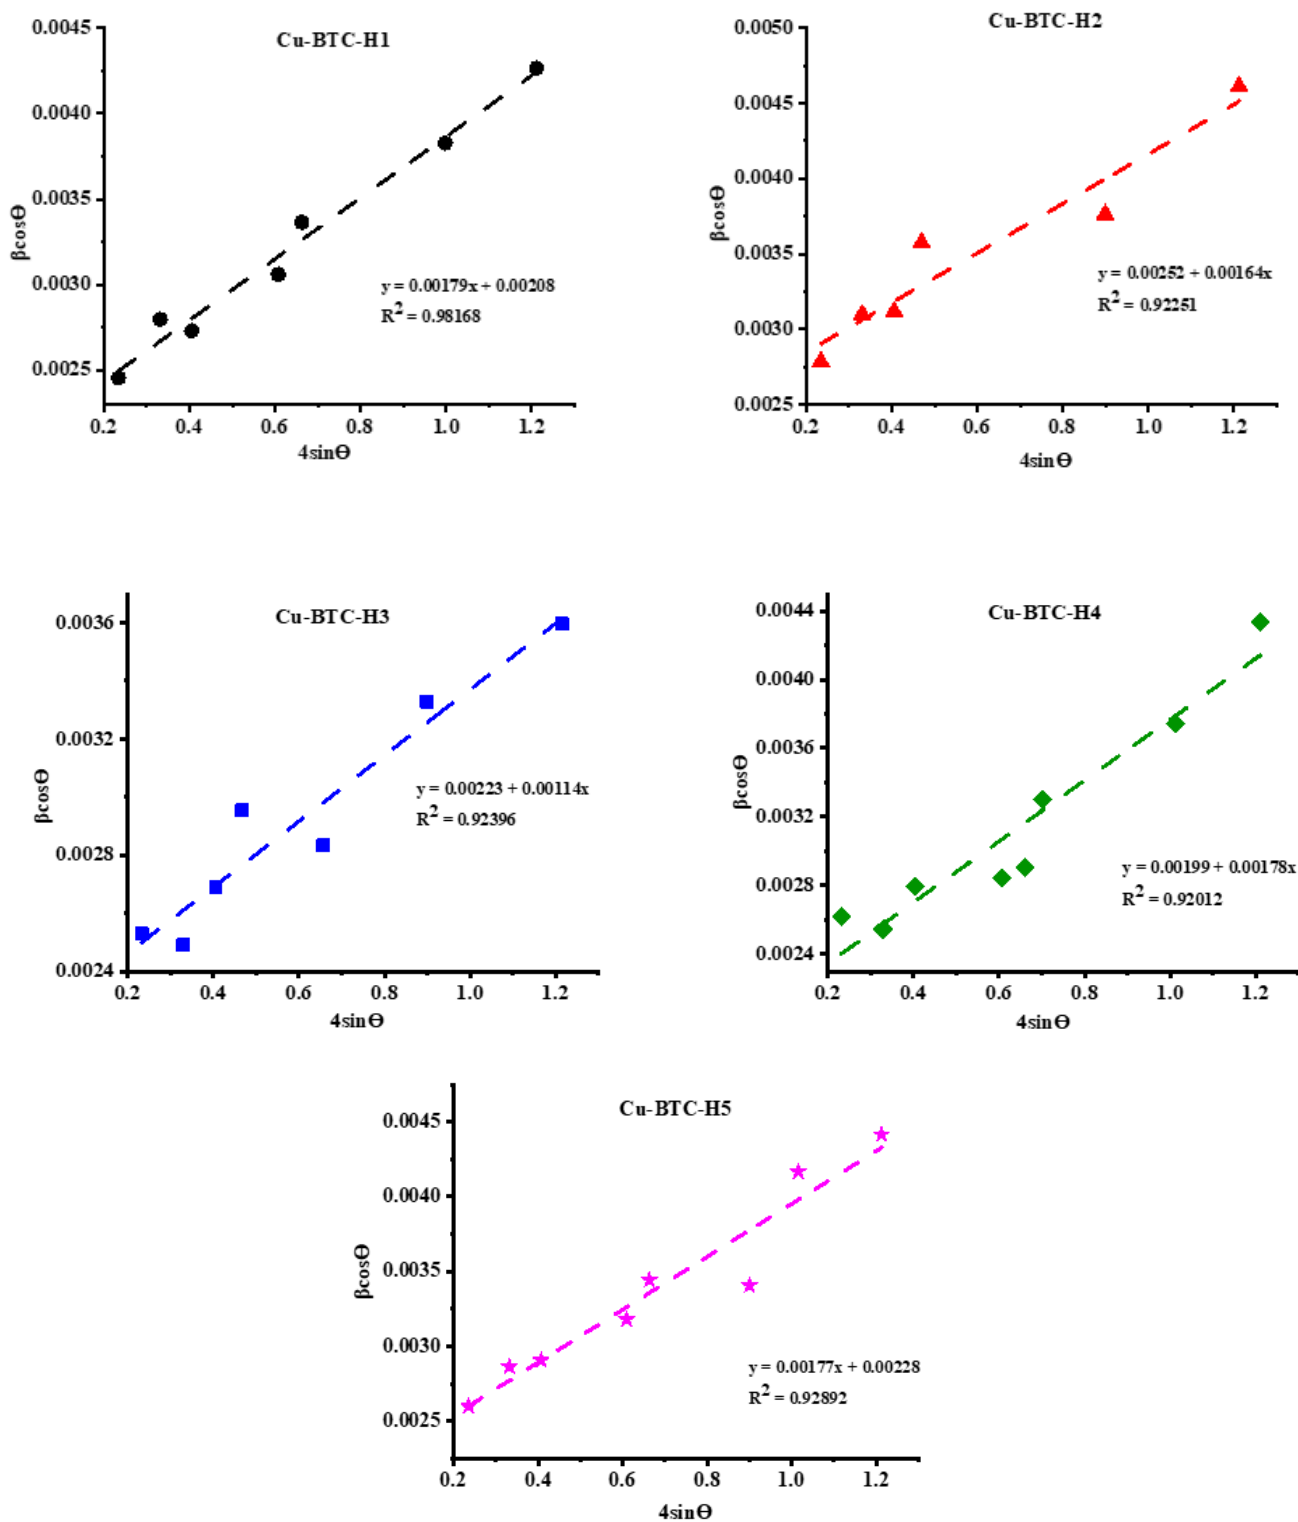 Cu-BTC-H1
0.0045
0.0040
0.0035
0.0030
0.0025
βcosΘ
y = 0.00179x + 0.00208
R² = 0.98168
0.2 0.4 0.6 0.8 1.0 1.2
4sinΘ
Cu-BTC-H2
0.0050
0.0045
0.0040
0.0035
0.0030
0.0025
βcosΘ
y = 0.00252 + 0.00164x
R² = 0.92251
0.2 0.4 0.6 0.8 1.0 1.2
4sinΘ
Cu-BTC-H3
0.0036
0.0032
0.0028
0.0024
βcosΘ
y = 0.00223 + 0.00114x
R² = 0.92396
0.2 0.4 0.6 0.8 1.0 1.2
4sinΘ
Cu-BTC-H4
0.0044
0.0040
0.0036
0.0032
0.0028
0.0024
βcosΘ
y = 0.00199 + 0.00178x
R² = 0.92012
0.2 0.4 0.6 0.8 1.0 1.2
4sinΘ
Cu-BTC-H5
0.0045
0.0040
0.0035
0.0030
0.0025
βcosΘ
y = 0.00177x + 0.00228
R² = 0.92892
0.2 0.4 0.6 0.8 1.0 1.2
4sinΘ